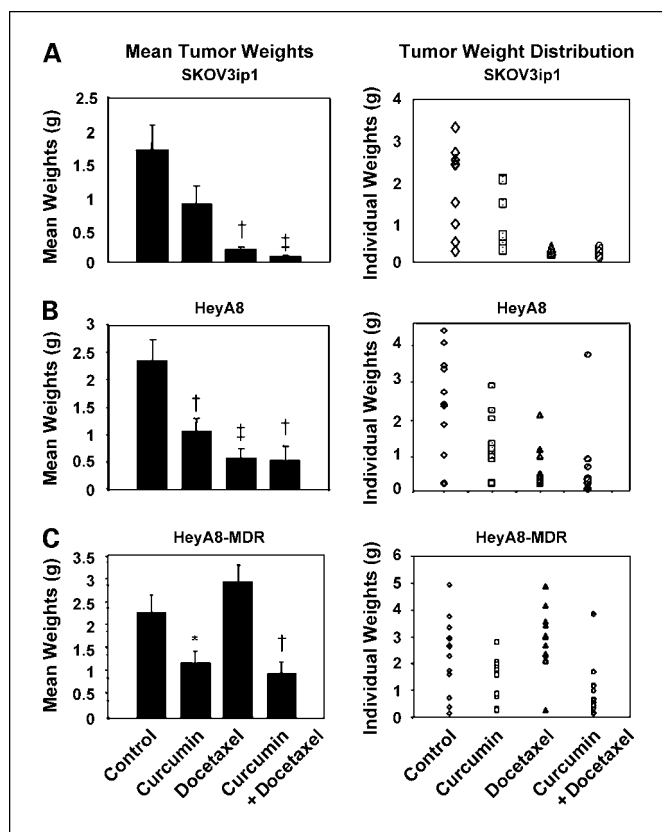 A
Mean Tumor Weights
SKOV3ip1
Mean Weights (g)
2.5
2
1.5
1
0.5
0
†
‡
Tumor Weight Distribution
SKOV3ip1
Individual Weights (g)
4
3
2
1
0
B
HeyA8
Mean Weights (g)
3
2.5
2
1.5
1
0.5
0
†
‡
†
HeyA8
Individual Weights (g)
4
3
2
1
0
C
HeyA8-MDR
Mean Weights (g)
3.5
3
2.5
2
1.5
1
0.5
0
*
†
Control
Curcumin
Docetaxel
Curcumin
+ Docetaxel
HeyA8-MDR
Individual Weights (g)
6
5
4
3
2
1
0
Control
Curcumin
Docetaxel
Curcumin
+ Docetaxel